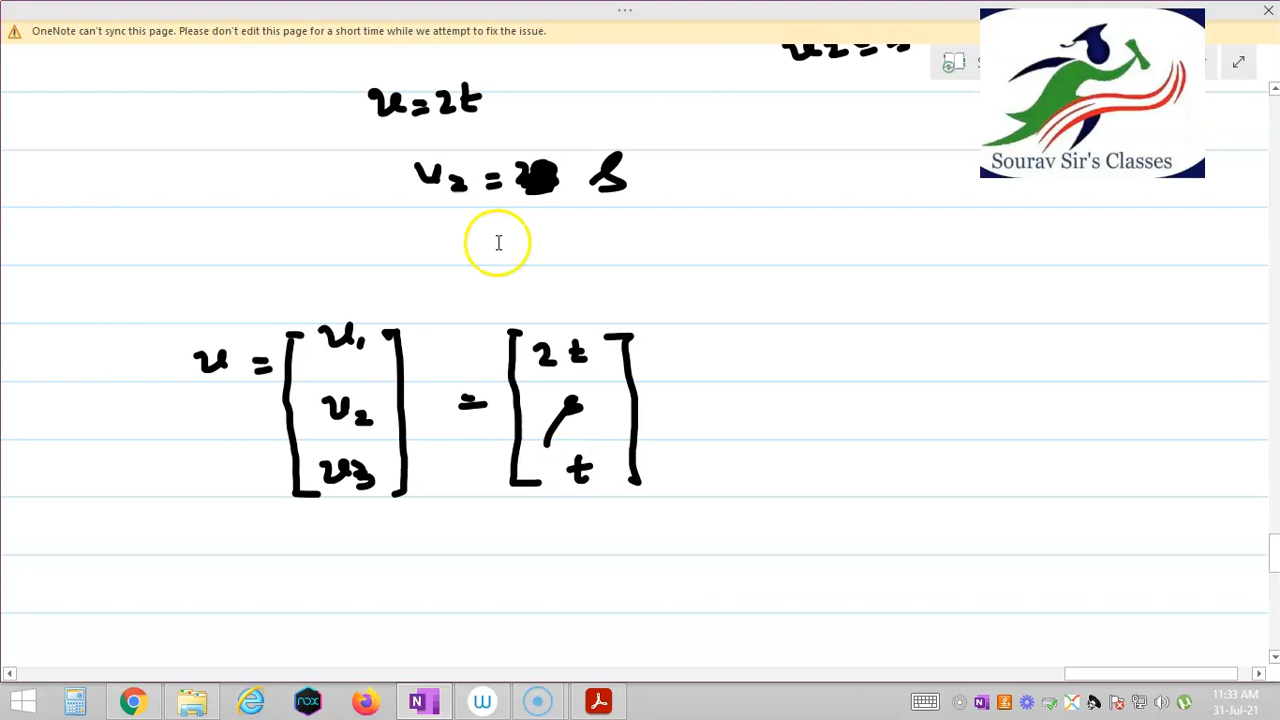 OneNote can't sync this page. Please don't edit this page for a short time while we attempt to fix the issue.
Sourav Sir's Classes
v = 2t
v2 = s
v = [ v1 v2 v3 ] = [ 2t s t ]
11:33 AM
31-Jul-21